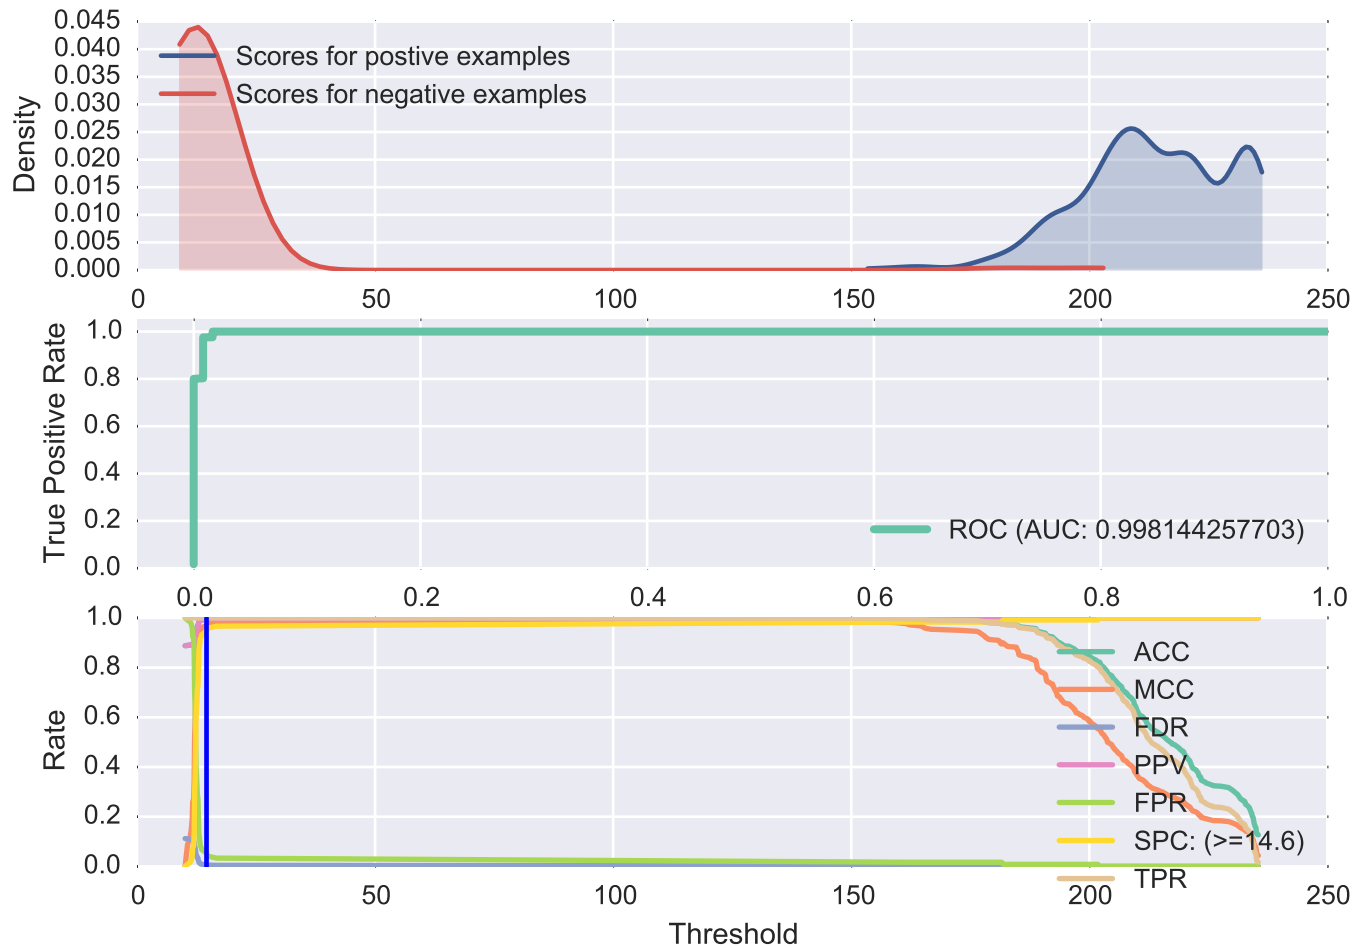 0.045
0.040
0.035
0.030
0.025
0.020
0.015
0.010
0.005
0.000
Density
Scores for postive examples
Scores for negative examples
0 50 100 150 200 250
1.0
0.8
0.6
0.4
0.2
0.0
True Positive Rate
ROC (AUC: 0.998144257703)
0.0 0.2 0.4 0.6 0.8 1.0
1.0
0.8
0.6
0.4
0.2
0.0
Rate
ACC
MCC
FDR
PPV
FPR
SPC: (>=14.6)
TPR
0 50 100 150 200 250
Threshold